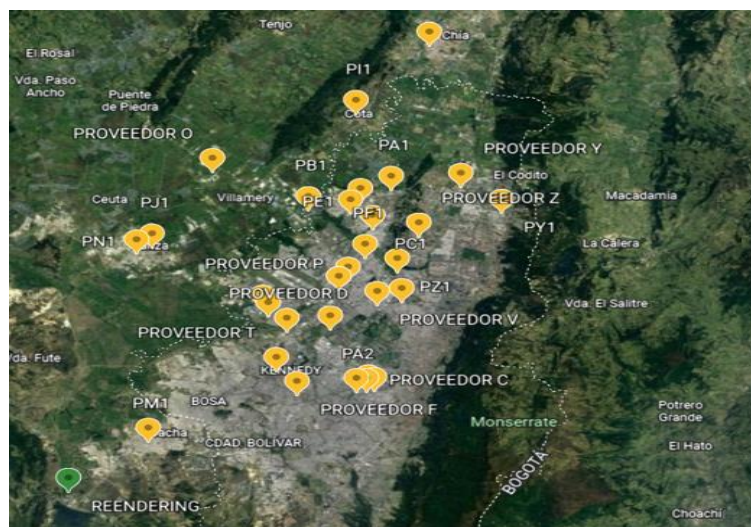 Tenjo
Chía
El Rosal
Vda. Paso
Ancho
PI1
Puente
de Piedra
Cota
PROVEEDOR O
PA1
PROVEEDOR Y
PB1
El Codito
Ceuta
PJ1
Villamery
PE1
PROVEEDOR Z
Macadamia
PF1
PY1
PN1
PC1
La Calera
PROVEEDOR P
PROVEEDOR D
PZ1
Vda. El Salitre
PROVEEDOR T
PROVEEDOR V
Vda. Fute
PA2
KENNEDY
PROVEEDOR C
PM1
BOSA
PROVEEDOR F
Potrero
Grande
Monserrate
CDAD. BOLÍVAR
El Hato
BOGOTÁ
REENDERING
Choachí